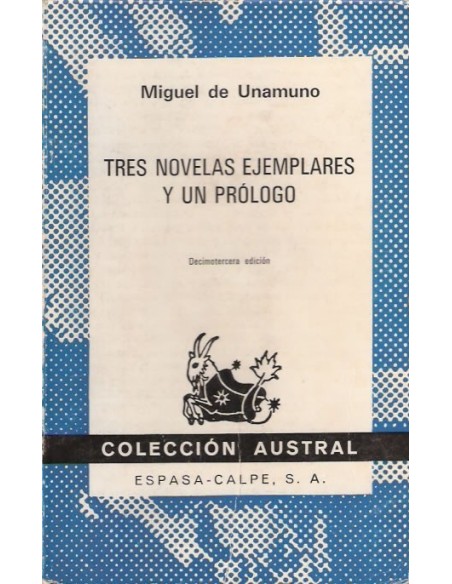 Miguel de Unamuno
TRES NOVELAS EJEMPLARES
Y UN PRÓLOGO
Decimotercera edición
COLECCIÓN AUSTRAL
ESPASA-CALPE, S. A.